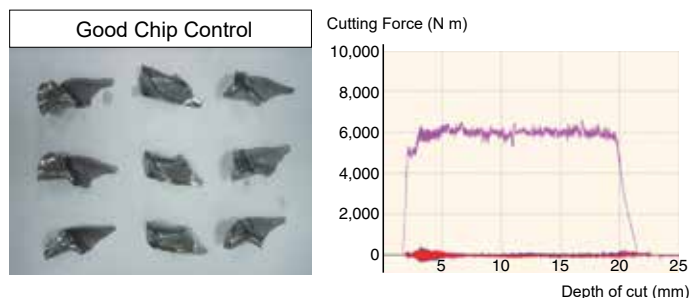 Good Chip Control
Cutting Force (N m)
10,000
8,000
6,000
4,000
2,000
0
5 10 15 20 25
Depth of cut (mm)